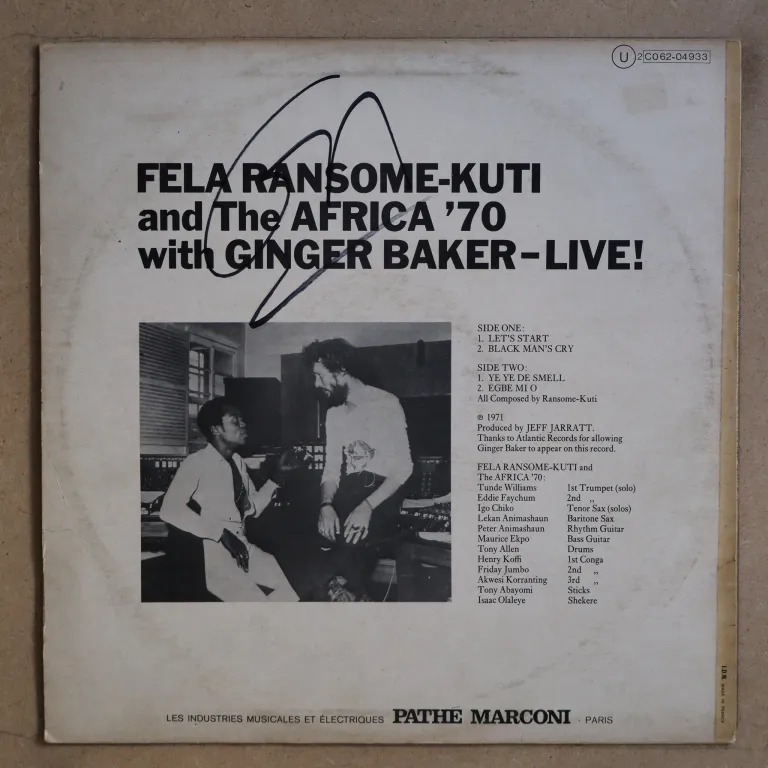 U 2C062-04933
FELA RANSOME-KUTI
and The AFRICA '70
with GINGER BAKER-LIVE!
SIDE ONE:
1. LET'S START
2. BLACK MAN'S CRY
SIDE TWO:
1. YE YE DE SMELL
2. EGBE MI O
All Composed by Ransome-Kuti
℗ 1971
Produced by JEFF JARRATT.
Thanks to Atlantic Records for allowing
Ginger Baker to appear on this record.
FELA RANSOME-KUTI and
The AFRICA '70:
Tunde Williams 1st Trumpet (solo)
Eddie Faychum 2nd ,,
Igo Chiko Tenor Sax (solos)
Lekan Animashaun Baritone Sax
Peter Animashaun Rhythm Guitar
Maurice Ekpo Bass Guitar
Tony Allen Drums
Henry Koffi 1st Conga
Friday Jumbo 2nd ,,
Akwesi Korranting 3rd ,,
Tony Abayomi Sticks
Isaac Olaleye Shekere
LES INDUSTRIES MUSICALES ET ÉLECTRIQUES PATHE MARCONI - PARIS